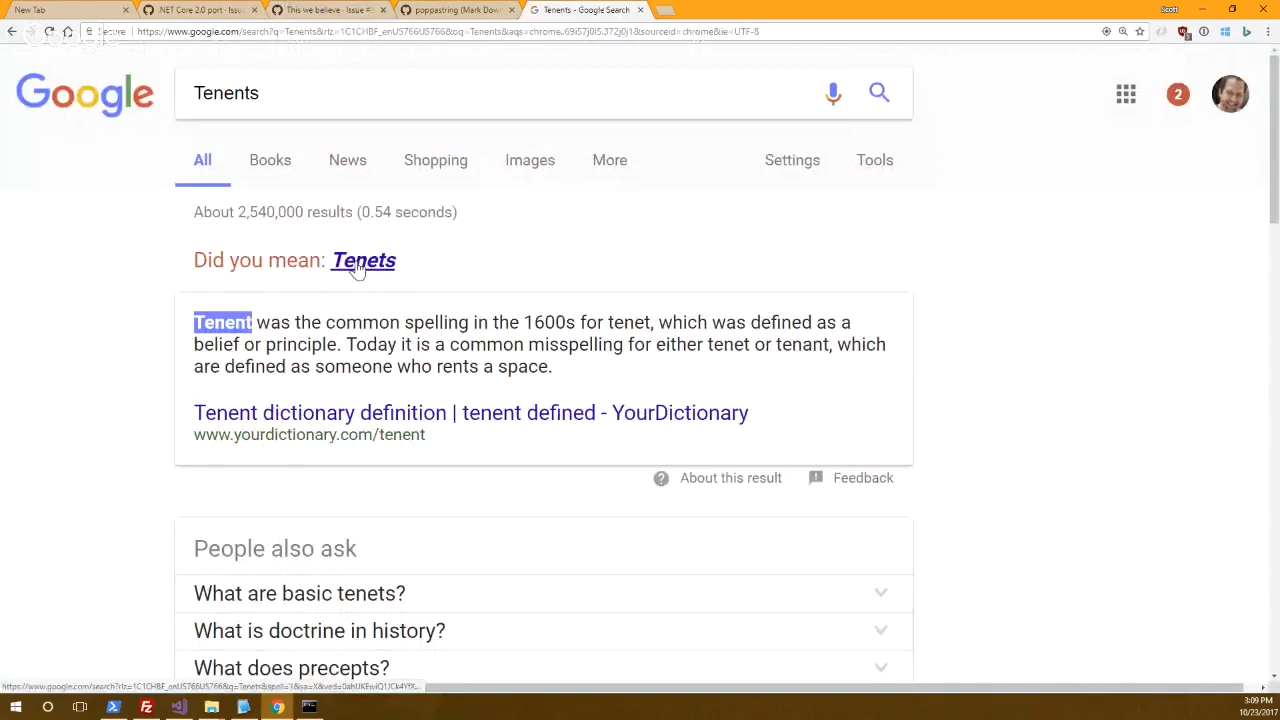 New Tab
.NET Core 2.0 port · Issu
This we believe · Issue #
poppastring (Mark Down
Tenents - Google Search
Scott
Secure
Google
Tenents
2
All
Books
News
Shopping
Images
More
Settings
Tools
About 2,540,000 results (0.54 seconds)
Did you mean: Tenets
Tenent was the common spelling in the 1600s for tenet, which was defined as a
belief or principle. Today it is a common misspelling for either tenet or tenant, which
are defined as someone who rents a space.
Tenent dictionary definition | tenent defined - YourDictionary
www.yourdictionary.com/tenent
About this result
Feedback
People also ask
What are basic tenets?
What is doctrine in history?
What does precepts?
3:09 PM
10/23/2017